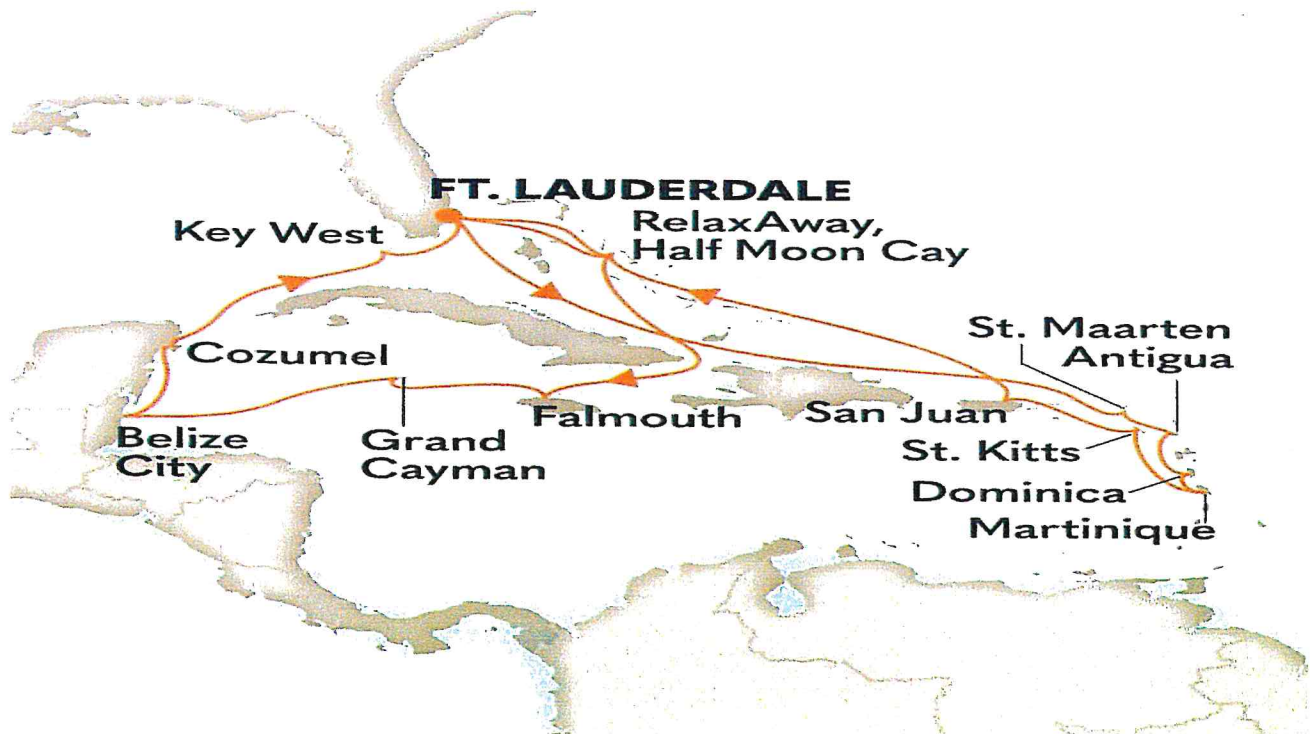 FT. LAUDERDALE
RelaxAway,
Half Moon Cay
Key West
St. Maarten
Antigua
Cozumel
Falmouth
San Juan
Belize
City
Grand
Cayman
St. Kitts
Dominica
Martinique